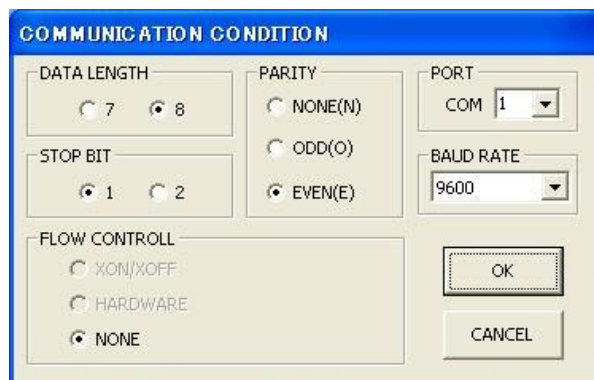 COMMUNICATION CONDITION
DATA LENGTH
7 8
PARITY
NONE(N)
ODD(O)
EVEN(E)
PORT
COM 1
STOP BIT
1 2
BAUD RATE
9600
FLOW CONTROLL
XON/XOFF
HARDWARE
NONE
OK
CANCEL